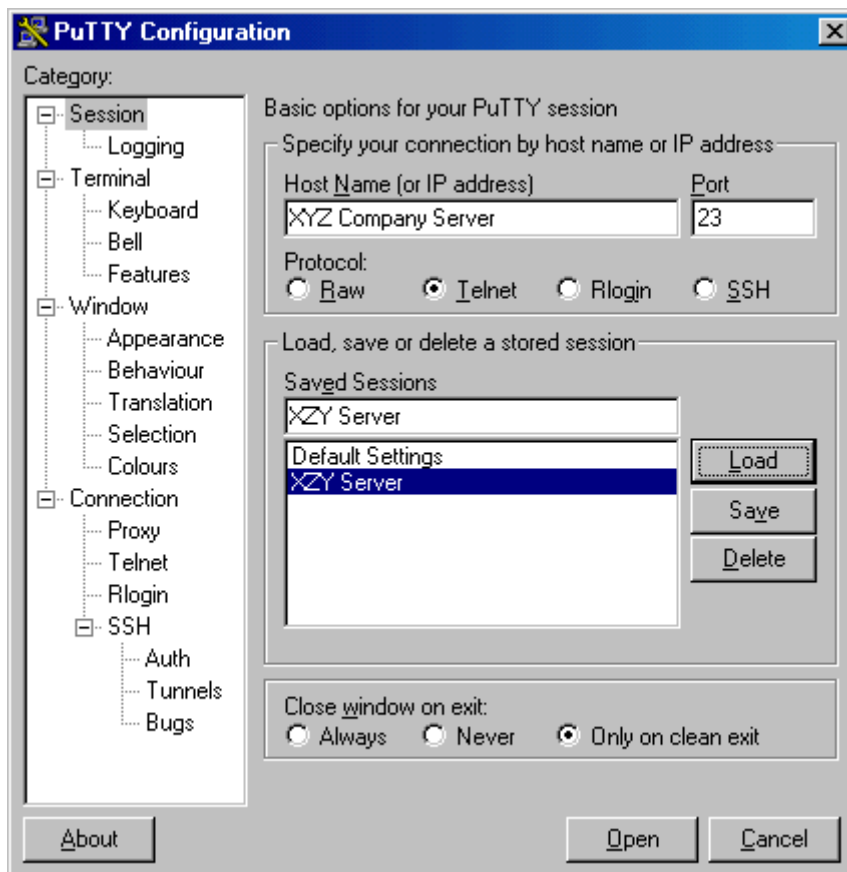 PuTTY Configuration
Category:
Session
Logging
Terminal
Keyboard
Bell
Features
Window
Appearance
Behaviour
Translation
Selection
Colours
Connection
Proxy
Telnet
Rlogin
SSH
Auth
Tunnels
Bugs
Basic options for your PuTTY session
Specify your connection by host name or IP address
Host Name (or IP address) Port
XYZ Company Server 23
Protocol:
Raw Telnet Rlogin SSH
Load, save or delete a stored session
Saved Sessions
XZY Server
Default Settings
XZY Server
Load
Save
Delete
Close window on exit:
Always Never Only on clean exit
About Open Cancel